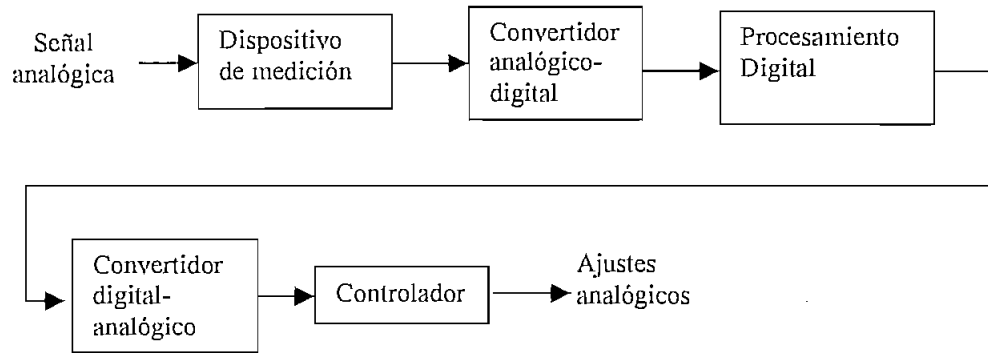 Señal
analógica
Dispositivo
de medición
Convertidor
analógico-
digital
Procesamiento
Digital
Convertidor
digital-
analógico
Controlador
Ajustes
analógicos